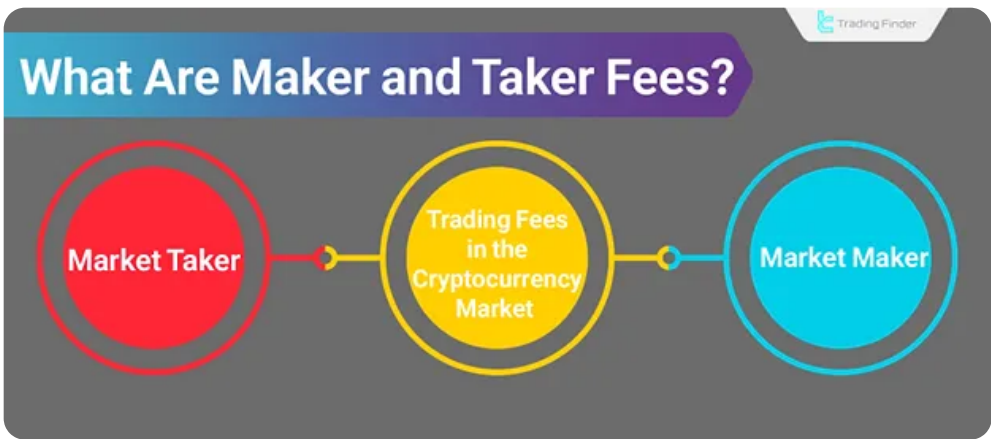 Trading Finder
What Are Maker and Taker Fees?
Market Taker
Trading Fees
in the
Cryptocurrency
Market
Market Maker